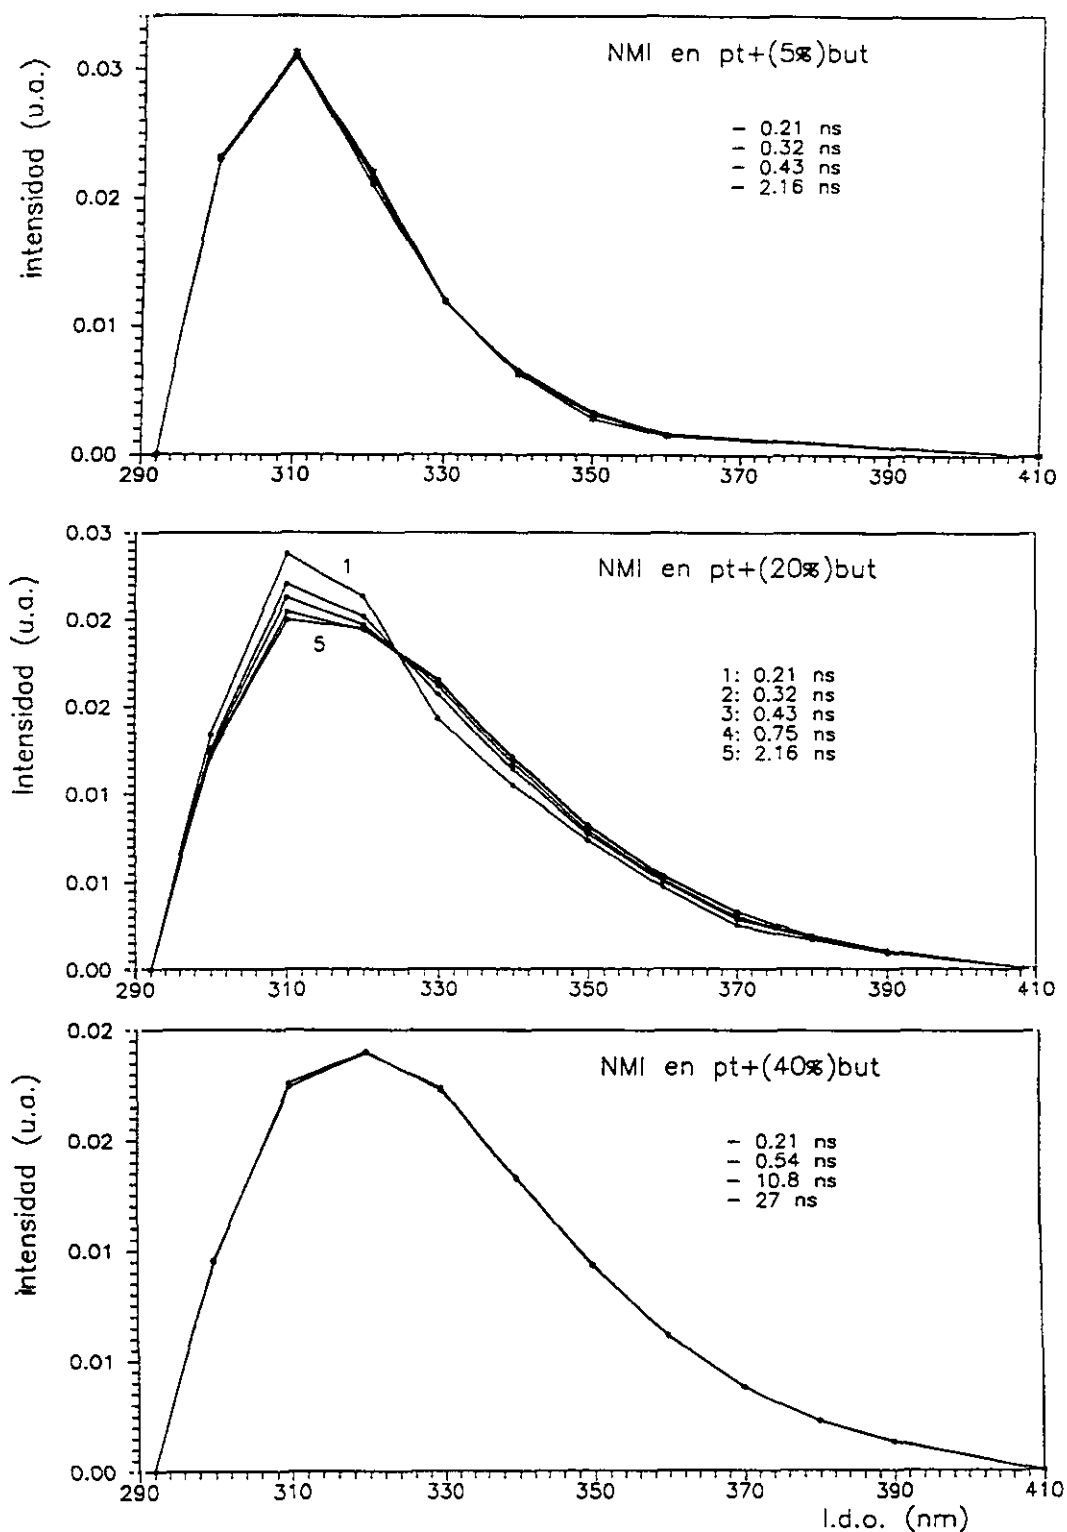 NMI en pt+(5%)but
intensidad (u.a.)
0.03
0.02
0.01
0.00
- 0.21 ns
- 0.32 ns
- 0.43 ns
- 2.16 ns
290 310 330 350 370 390 410
NMI en pt+(20%)but
Intensidad (u.a.)
0.03
0.02
0.02
0.01
0.01
0.00
1
5
1: 0.21 ns
2: 0.32 ns
3: 0.43 ns
4: 0.75 ns
5: 2.16 ns
290 310 330 350 370 390 410
NMI en pt+(40%)but
intensidad (u.a.)
0.02
0.02
0.01
0.01
0.00
- 0.21 ns
- 0.54 ns
- 10.8 ns
- 27 ns
290 310 330 350 370 390 410
l.d.o. (nm)